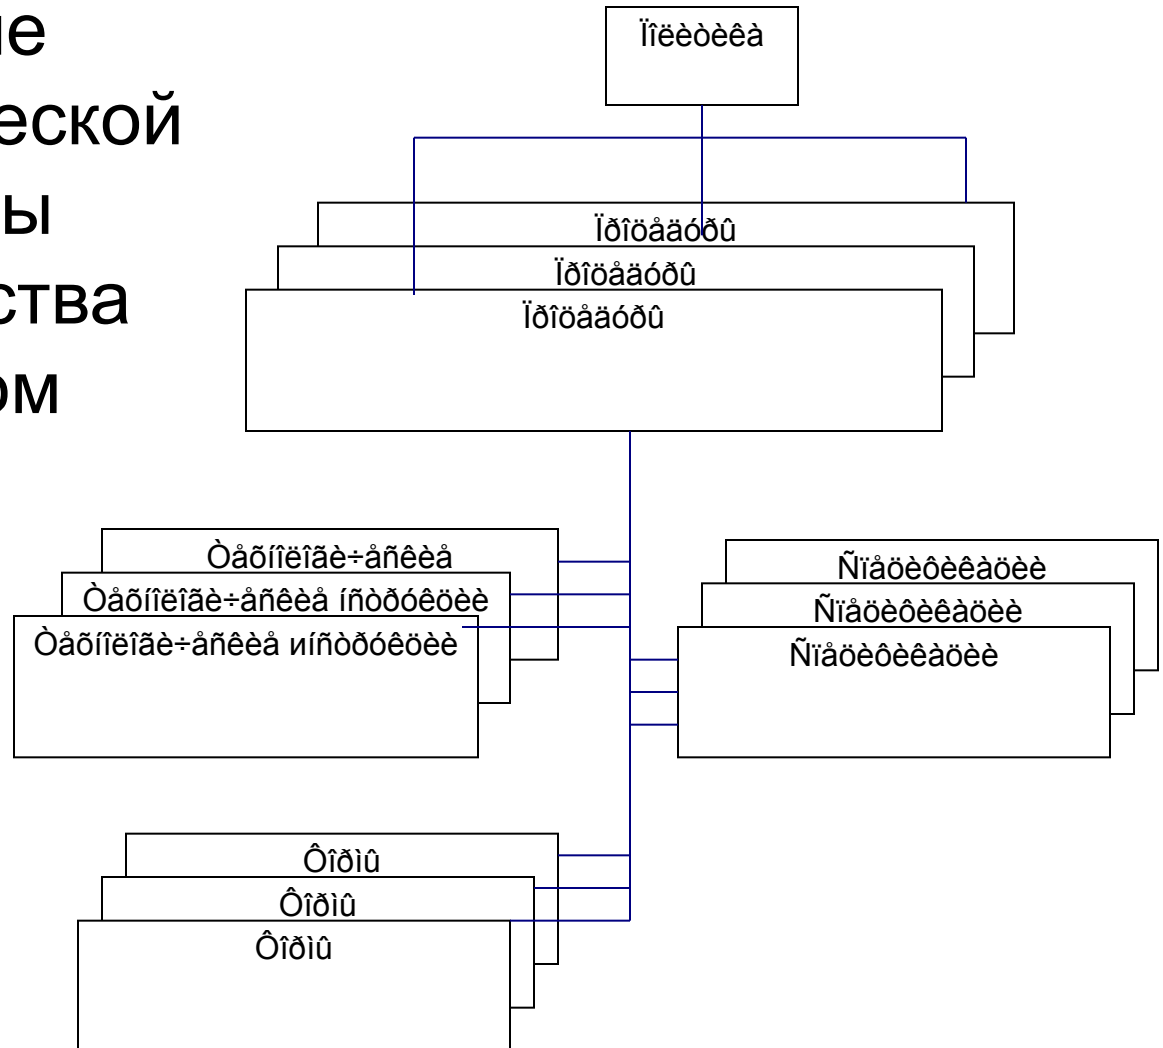 ие
еской
ы
ства
ом
Ïîëèòèêà
Ïðîöåäóðû
Ïðîöåäóðû
Ïðîöåäóðû
Òåõíîëîãè÷åñêèå
Òåõíîëîãè÷åñêèå íñòðóêöèè
Òåõíîëîãè÷åñêèå иíñòðóêöèè
Ñïåöèôèêàöèè
Ñïåöèôèêàöèè
Ñïåöèôèêàöèè
Ôîðìû
Ôîðìû
Ôîðìû